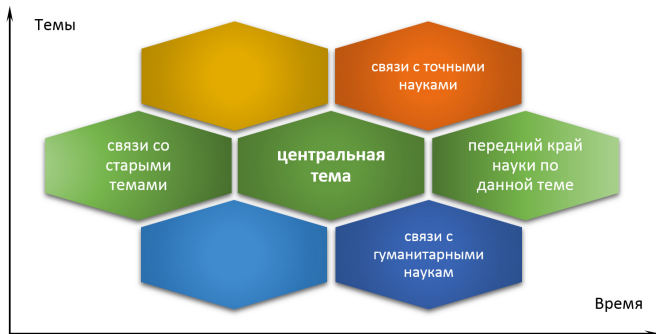 Темы
связи с точными
науками
связи со
старыми
темами
центральная
тема
передний край
науки по
данной теме
связи с
гуманитарными
наукам
Время